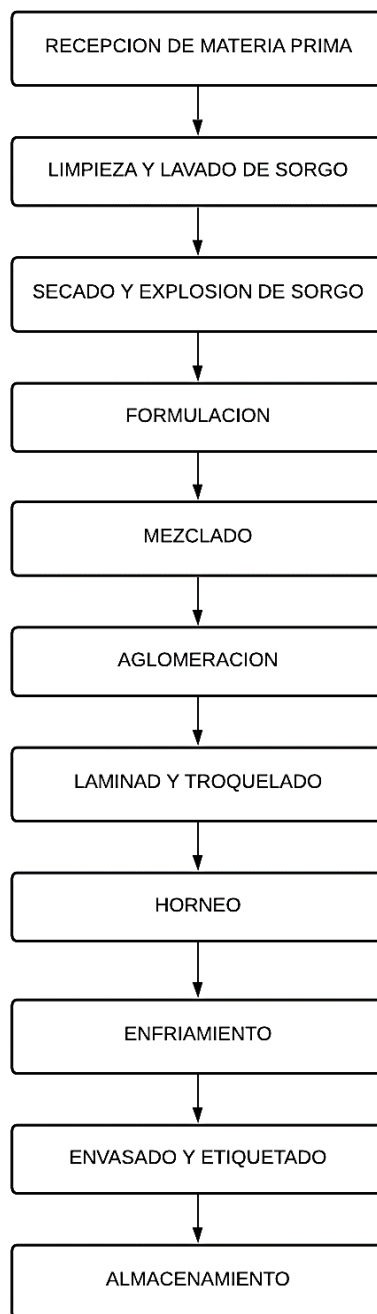 RECEPCION DE MATERIA PRIMA
LIMPIEZA Y LAVADO DE SORGO
SECADO Y EXPLOSION DE SORGO
FORMULACION
MEZCLADO
AGLOMERACION
LAMINAD Y TROQUELADO
HORNEO
ENFRIAMIENTO
ENVASADO Y ETIQUETADO
ALMACENAMIENTO